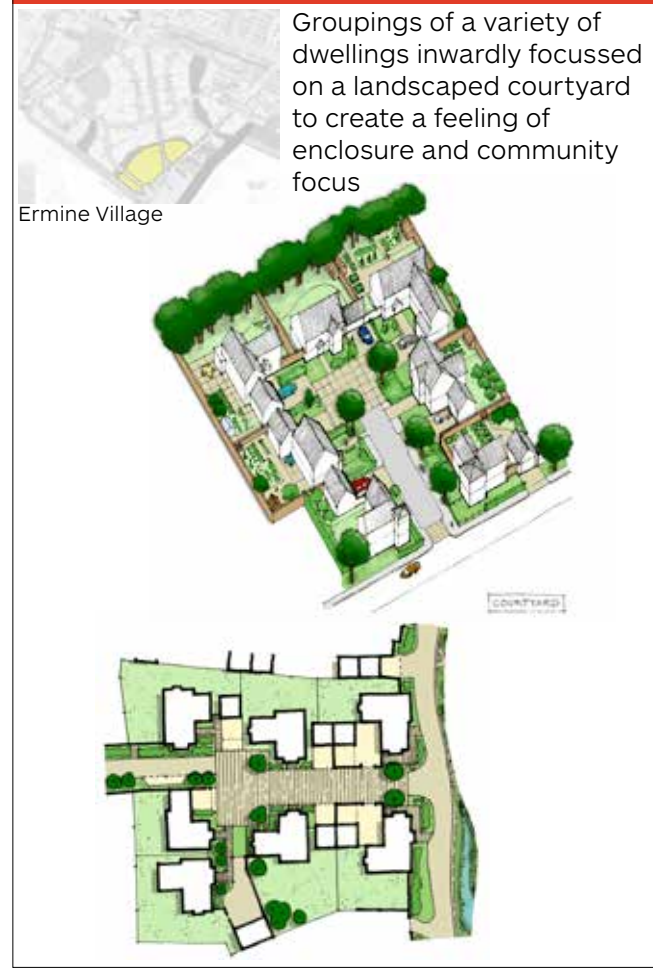 Groupings of a variety of
dwellings inwardly focussed
on a landscaped courtyard
to create a feeling of
enclosure and community
focus
Ermine Village
COURTYARD